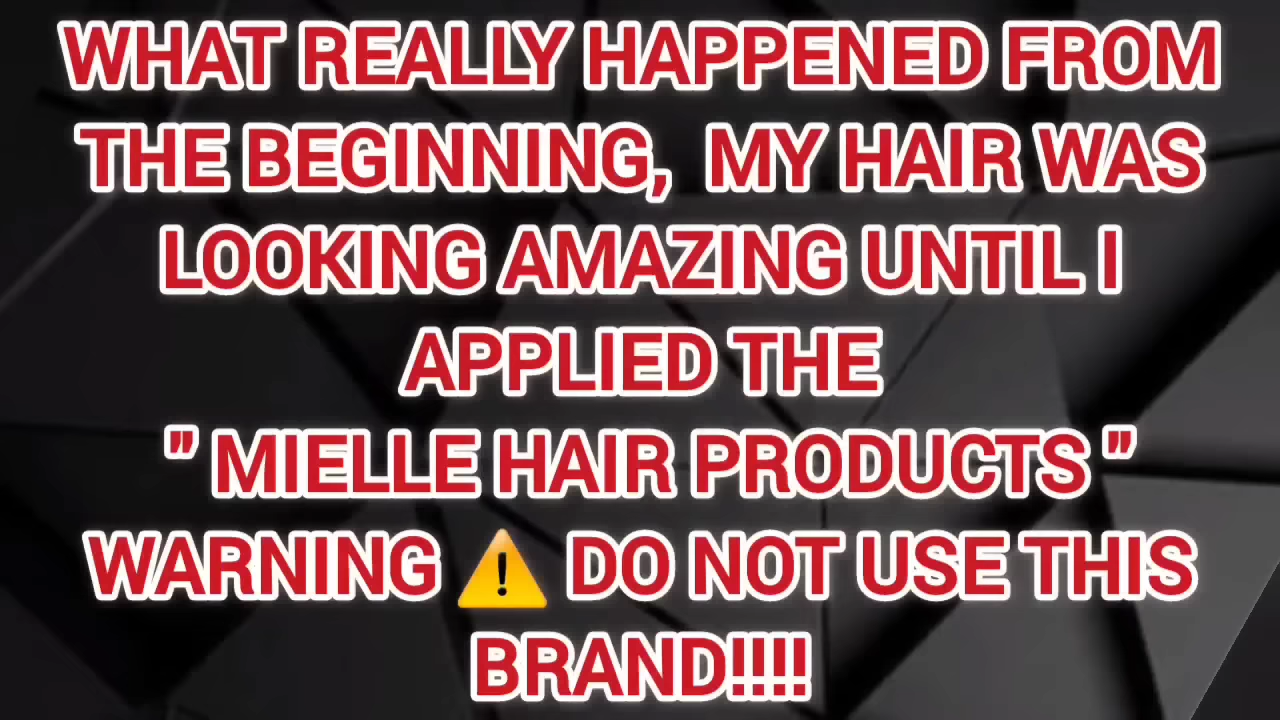 WHAT REALLY HAPPENED FROM
THE BEGINNING,  MY HAIR WAS
LOOKING AMAZING UNTIL I
APPLIED THE
" MIELLE HAIR PRODUCTS "
WARNING ⚠️ DO NOT USE THIS
BRAND!!!!